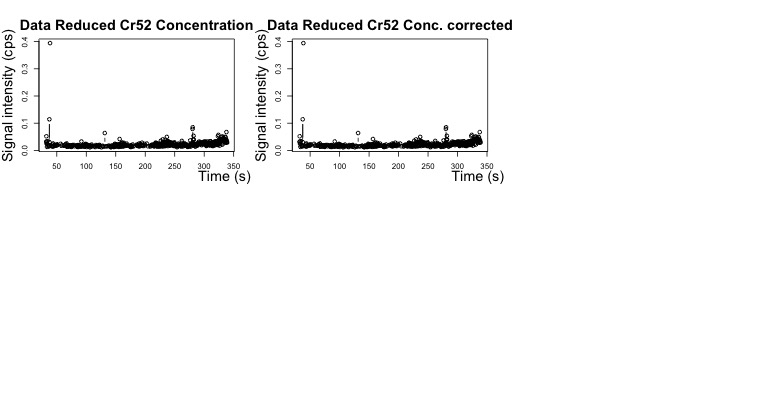 Data Reduced Cr52 Concentration
Signal intensity (cps)
0.0 0.1 0.2 0.3 0.4
50 100 150 200 250 300 350
Time (s)
Data Reduced Cr52 Conc. corrected
Signal intensity (cps)
0.0 0.1 0.2 0.3 0.4
50 100 150 200 250 300 350
Time (s)